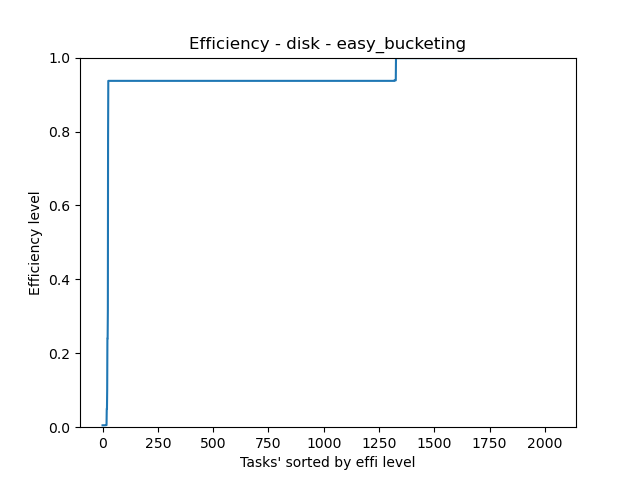 Efficiency - disk - easy_bucketing
1.0
0.8
0.6
0.4
0.2
0.0
Efficiency level
0 250 500 750 1000 1250 1500 1750 2000
Tasks' sorted by effi level